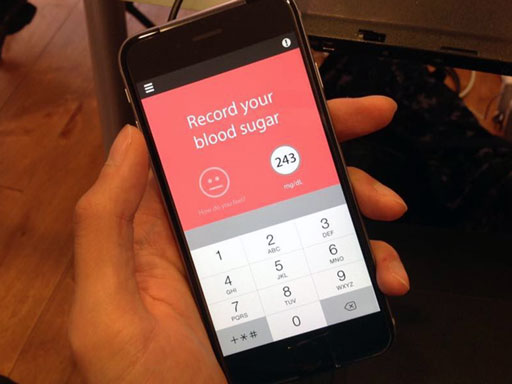 Record your
blood sugar
243
How do you feel?
mg/dL
1
2
ABC
3
DEF
4
GHI
5
JKL
6
MNO
7
PQRS
8
TUV
9
WXYZ
+*#
0